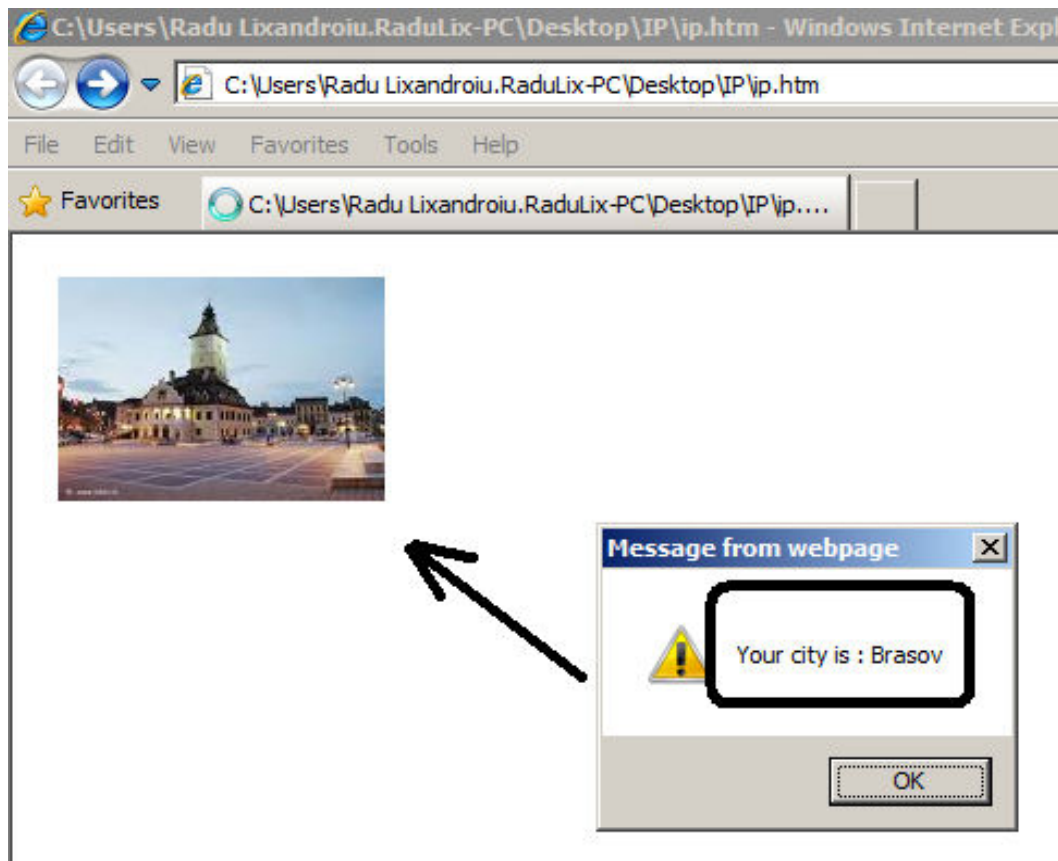 C:\Users\Radu Lixandroiu.RaduLix-PC\Desktop\IP\ip.htm - Windows Internet Expl
C:\Users\Radu Lixandroiu.RaduLix-PC\Desktop\IP\ip.htm
File Edit View Favorites Tools Help
Favorites C:\Users\Radu Lixandroiu.RaduLix-PC\Desktop\IP\ip....
Message from webpage
Your city is : Brasov
OK